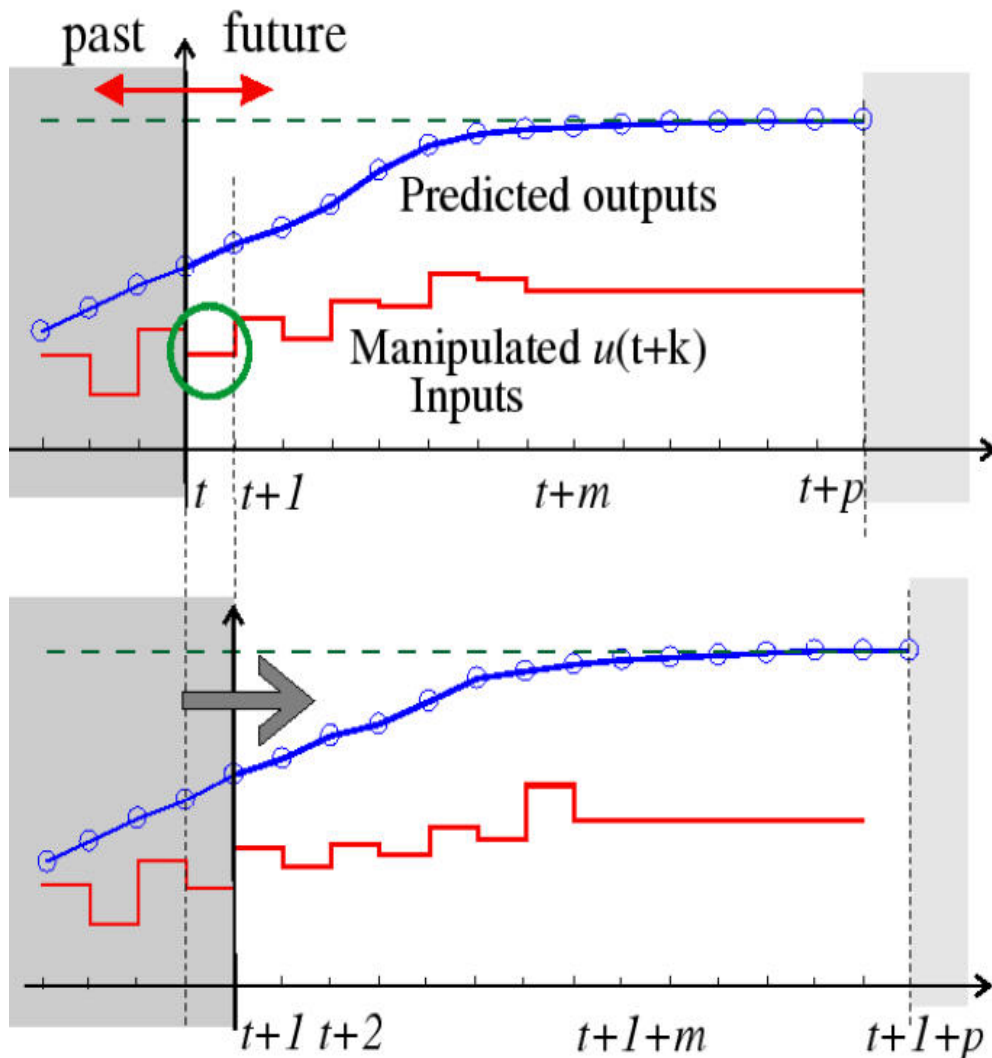 past future
Predicted outputs
Manipulated u(t+k)
Inputs
t t+1 t+m t+p
t+1 t+2 t+1+m t+1+p